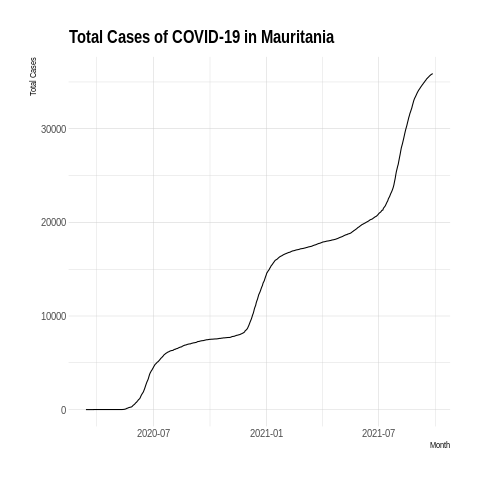 Total Cases of COVID-19 in Mauritania
Total Cases
30000
20000
10000
0
2020-07 2021-01 2021-07
Month